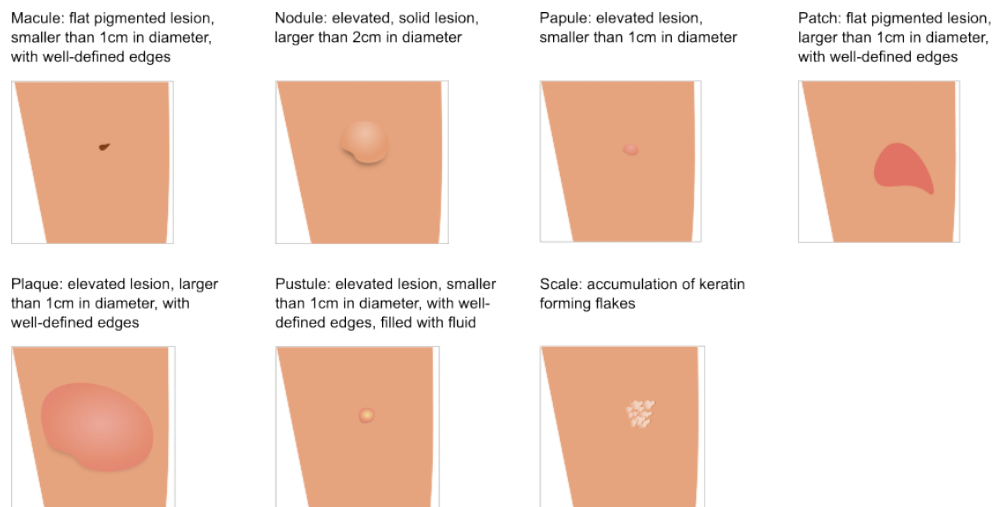 Macule: flat pigmented lesion,
smaller than 1cm in diameter,
with well-defined edges
Nodule: elevated, solid lesion,
larger than 2cm in diameter
Papule: elevated lesion,
smaller than 1cm in diameter
Patch: flat pigmented lesion,
larger than 1cm in diameter,
with well-defined edges
Plaque: elevated lesion, larger
than 1cm in diameter, with
well-defined edges
Pustule: elevated lesion, smaller
than 1cm in diameter, with well-
defined edges, filled with fluid
Scale: accumulation of keratin
forming flakes